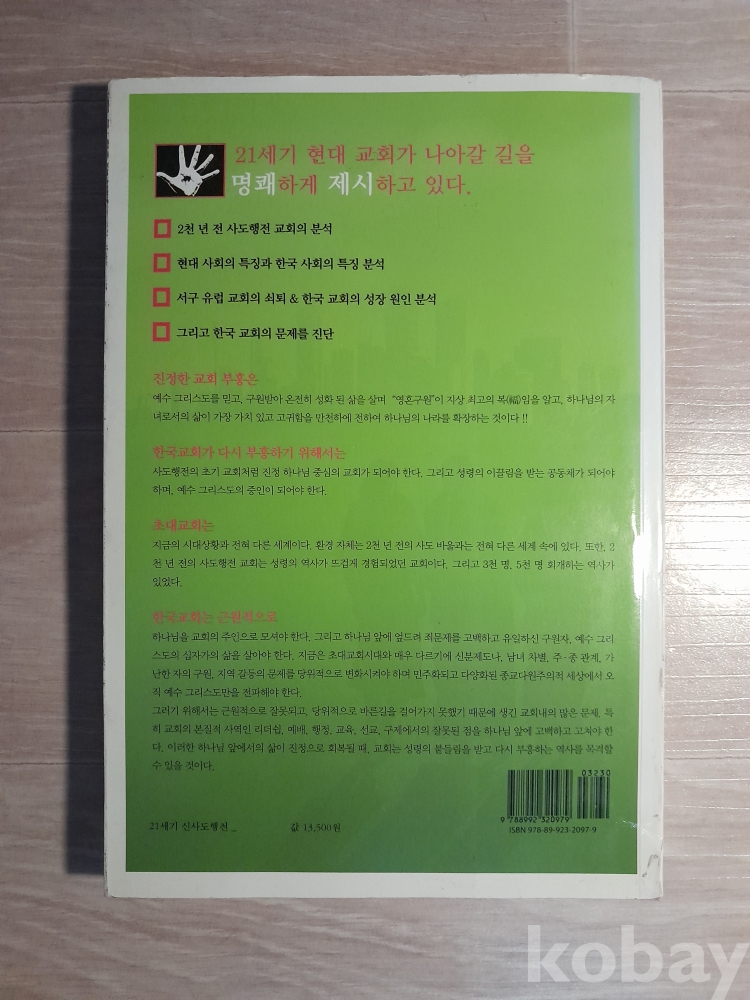 21세기 현대 교회가 나아갈 길을
명쾌하게 제시하고 있다.
2천 년 전 사도행전 교회의 분석
현대 사회의 특징과 한국 사회의 특징 분석
서구 유럽 교회의 쇠퇴 & 한국 교회의 성장 원인 분석
그리고 한국 교회의 문제를 진단
진정한 교회 부흥은
예수 그리스도를 믿고, 구원받아 온전히 성화 된 삶을 살며 "영혼구원"이 지상 최고의 복(福)임을 알고, 하나님의 자
녀로서의 삶이 가장 가치 있고 고귀함을 만천하에 전하여 하나님의 나라를 확장하는 것이다 !!
한국교회가 다시 부흥하기 위해서는
사도행전의 초기 교회처럼 진정 하나님 중심의 교회가 되어야 한다. 그리고 성령의 이끌림을 받는 공동체가 되어야
하며, 예수 그리스도의 증인이 되어야 한다.
초대교회는
지금의 시대상황과 전혀 다른 세계이다. 환경 자체는 2천 년 전의 사도 바울과는 전혀 다른 세계 속에 있다. 또한, 2
천 년 전의 사도행전 교회는 성령의 역사가 뜨겁게 경험되었던 교회이다. 그리고 3천 명, 5천 명 회개하는 역사가
있었다.
한국교회는 근원적으로
하나님을 교회의 주인으로 모셔야 한다. 그리고 하나님 앞에 엎드려 죄문제를 고백하고 유일하신 구원자, 예수 그리
스도의 십자가의 삶을 살아야 한다. 지금은 초대교회시대와 매우 다르기에 신분제도나, 남녀 차별, 주·종 관계, 가
난한 자의 구원, 지역 갈등의 문제를 당위적으로 변화시켜야 하며 민주화되고 다양화된 종교다원주의적 세상에서 오
직 예수 그리스도만을 전파해야 한다.
그러기 위해서는 근원적으로 잘못되고, 당위적으로 바른길을 걸어가지 못했기 때문에 생긴 교회내의 많은 문제, 특
히 교회의 본질적 사역인 리더쉽, 예배, 행정, 교육, 선교, 구제에서의 잘못된 점을 하나님 앞에 고백하고 고쳐야 한
다. 이러한 하나님 앞에서의 삶이 진정으로 회복될 때, 교회는 성령의 붙들림을 받고 다시 부흥하는 역사를 목격할
수 있을 것이다.
21세기 신사도행전 _ 값 13,500원
03230
9 788992 320979
ISBN 978-89-923-2097-9
kobay